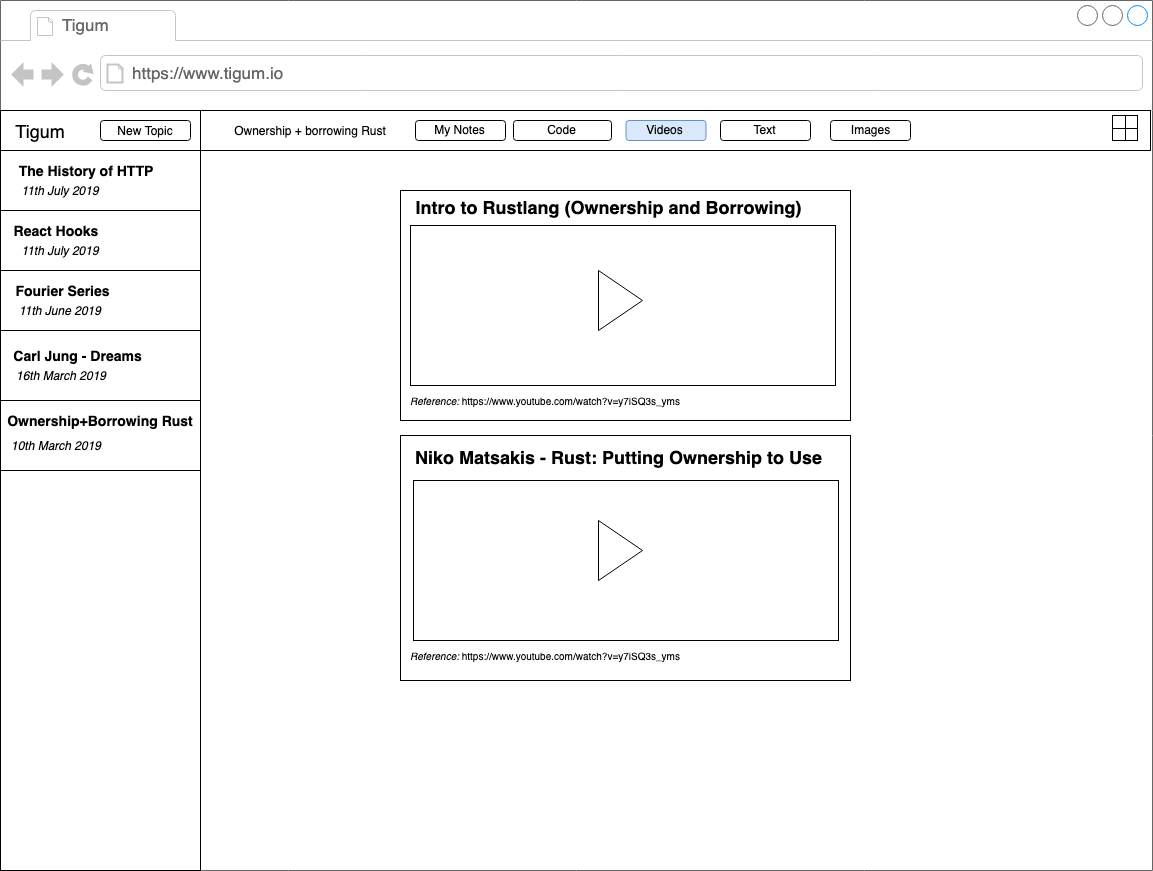 Tigum
https://www.tigum.io
Tigum
New Topic
Ownership + borrowing Rust
My Notes
Code
Videos
Text
Images
The History of HTTP
11th July 2019
React Hooks
11th July 2019
Fourier Series
11th June 2019
Carl Jung - Dreams
16th March 2019
Ownership+Borrowing Rust
10th March 2019
Intro to Rustlang (Ownership and Borrowing)
Reference: https://www.youtube.com/watch?v=y7iSQ3s_yms
Niko Matsakis - Rust: Putting Ownership to Use
Reference: https://www.youtube.com/watch?v=y7iSQ3s_yms